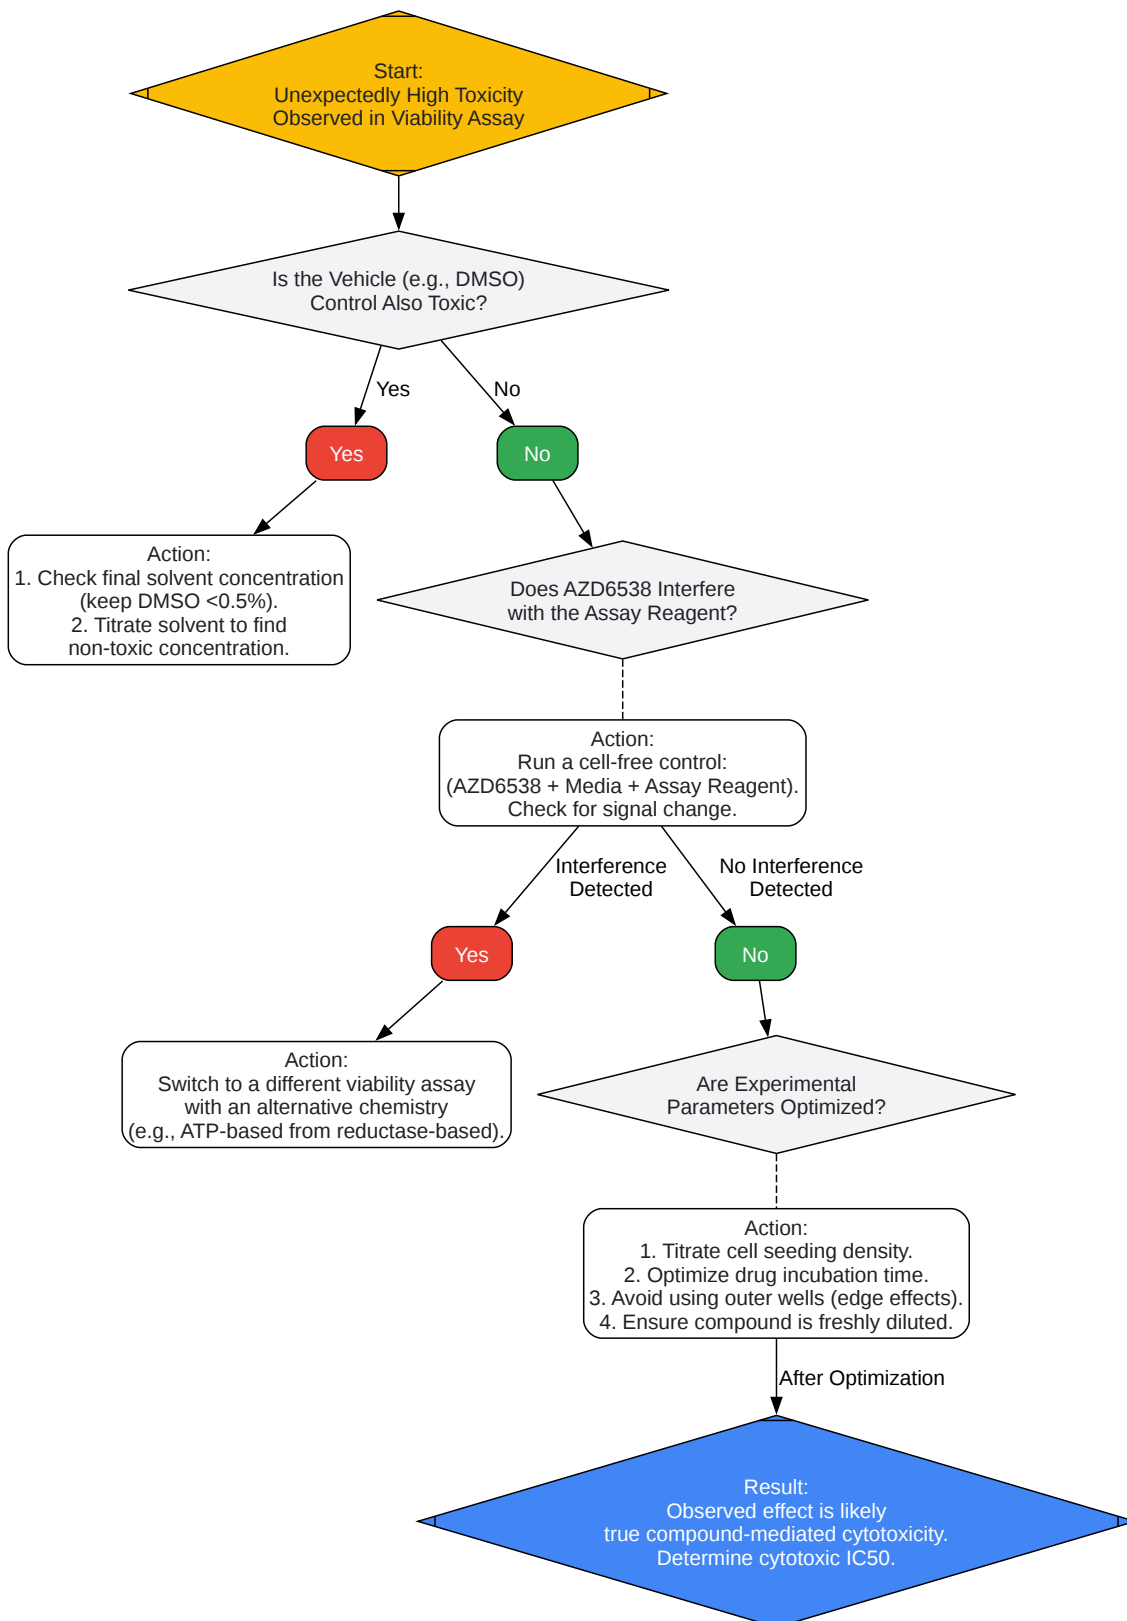 Start:
Unexpectedly High Toxicity
Observed in Viability Assay
Is the Vehicle (e.g., DMSO)
Control Also Toxic?
Yes
No
Yes
No
Action:
1. Check final solvent concentration
(keep DMSO <0.5%).
2. Titrate solvent to find
non-toxic concentration.
Does AZD6538 Interfere
with the Assay Reagent?
Action:
Run a cell-free control:
(AZD6538 + Media + Assay Reagent).
Check for signal change.
Interference
Detected
No Interference
Detected
Yes
No
Action:
Switch to a different viability assay
with an alternative chemistry
(e.g., ATP-based from reductase-based).
Are Experimental
Parameters Optimized?
Action:
1. Titrate cell seeding density.
2. Optimize drug incubation time.
3. Avoid using outer wells (edge effects).
4. Ensure compound is freshly diluted.
After Optimization
Result:
Observed effect is likely
true compound-mediated cytotoxicity.
Determine cytotoxic IC50.